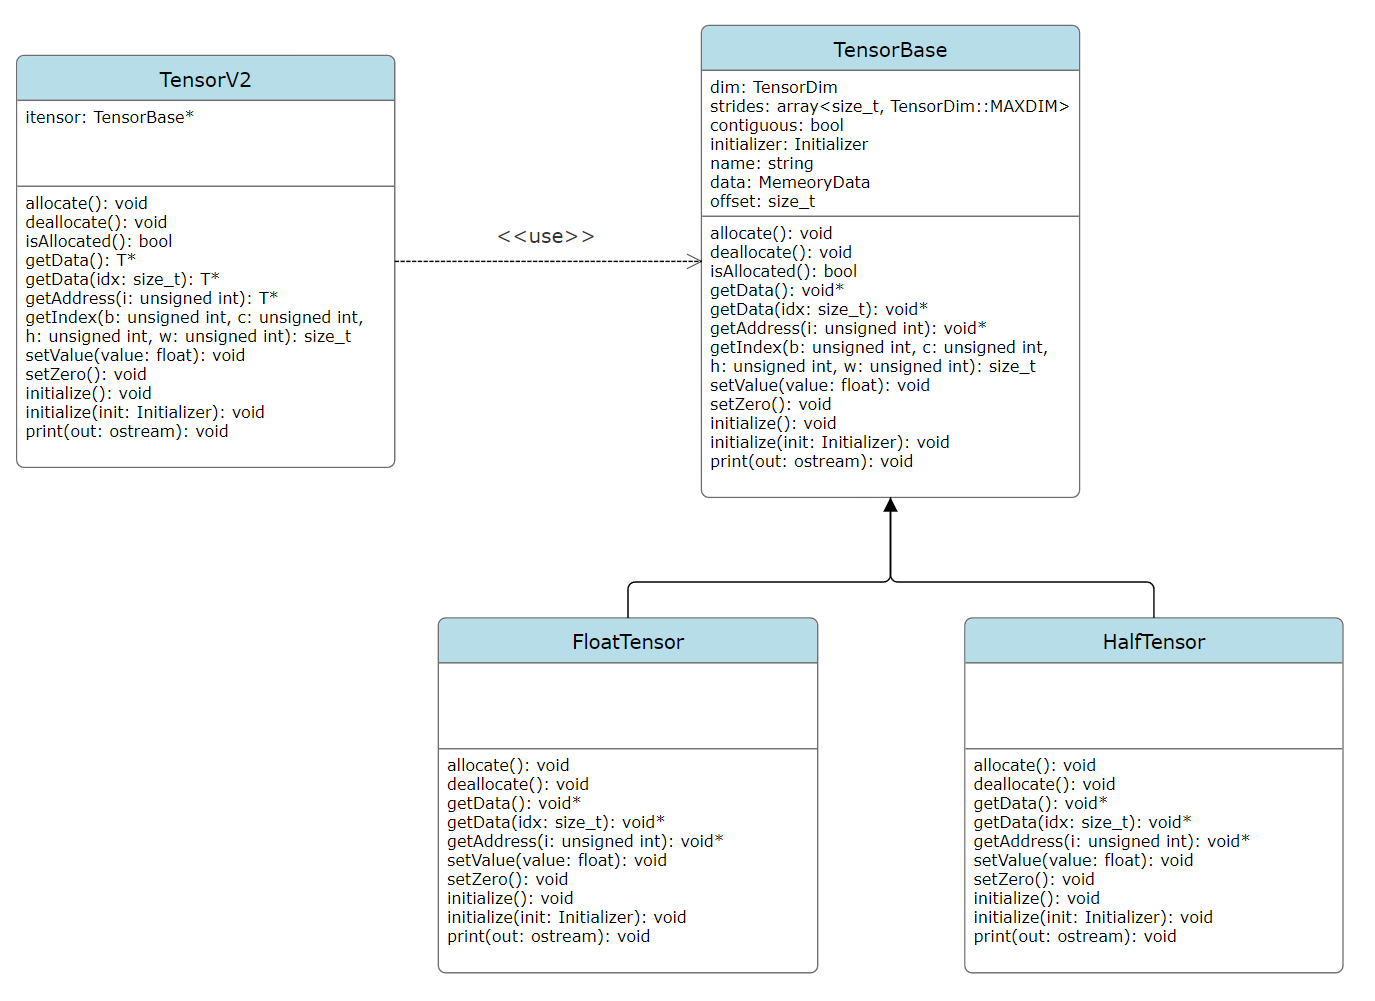 TensorV2
itensor: TensorBase*
allocate(): void
deallocate(): void
isAllocated(): bool
getData(): T*
getData(idx: size_t): T*
getAddress(i: unsigned int): T*
getIndex(b: unsigned int, c: unsigned int,
h: unsigned int, w: unsigned int): size_t
setValue(value: float): void
setZero(): void
initialize(): void
initialize(init: Initializer): void
print(out: ostream): void
<<use>>
TensorBase
dim: TensorDim
strides: array<size_t, TensorDim::MAXDIM>
contiguous: bool
initializer: Initializer
name: string
data: MemeoryData
offset: size_t
allocate(): void
deallocate(): void
isAllocated(): bool
getData(): void*
getData(idx: size_t): void*
getAddress(i: unsigned int): void*
getIndex(b: unsigned int, c: unsigned int,
h: unsigned int, w: unsigned int): size_t
setValue(value: float): void
setZero(): void
initialize(): void
initialize(init: Initializer): void
print(out: ostream): void
FloatTensor
allocate(): void
deallocate(): void
getData(): void*
getData(idx: size_t): void*
getAddress(i: unsigned int): void*
setValue(value: float): void
setZero(): void
initialize(): void
initialize(init: Initializer): void
print(out: ostream): void
HalfTensor
allocate(): void
deallocate(): void
getData(): void*
getData(idx: size_t): void*
getAddress(i: unsigned int): void*
setValue(value: float): void
setZero(): void
initialize(): void
initialize(init: Initializer): void
print(out: ostream): void